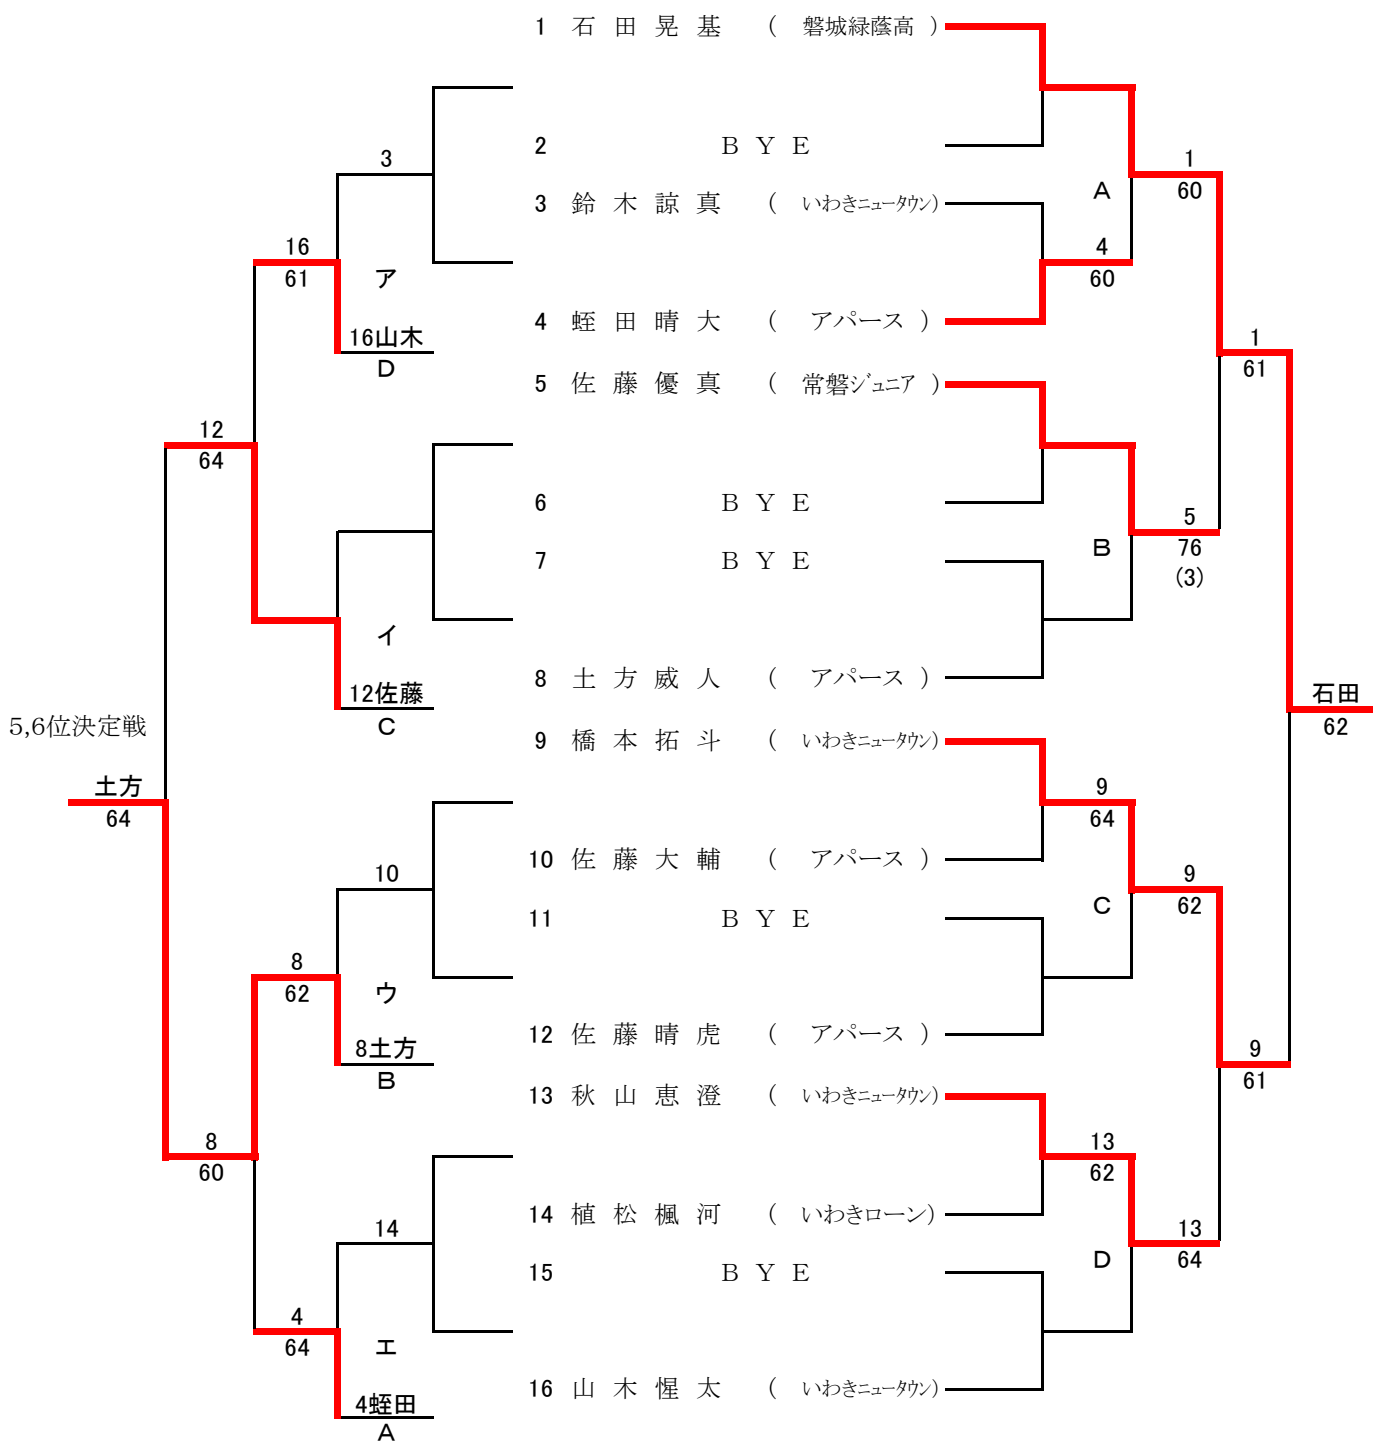 1 石田晃基 ( 磐城緑蔭高 )
2 BYE
3 鈴木諒真 ( いわきニュータウン)
4 蛭田晴大 ( アパース )
5 佐藤優真 ( 常磐ジュニア )
6 BYE
7 BYE
8 土方威人 ( アパース )
9 橋本拓斗 ( いわきニュータウン)
10 佐藤大輔 ( アパース )
11 BYE
12 佐藤晴虎 ( アパース )
13 秋山恵澄 ( いわきニュータウン)
14 植松楓河 ( いわきローン)
15 BYE
16 山木惺太 ( いわきニュータウン)
3
16
61
ア
16山木
D
12
64
イ
12佐藤
C
5,6位決定戦
土方
64
10
8
62
ウ
8土方
B
8
60
14
4
64
エ
4蛭田
A
A
1
60
4
60
1
61
B
5
76
(3)
石田
62
9
64
C
9
62
9
61
13
62
D
13
64